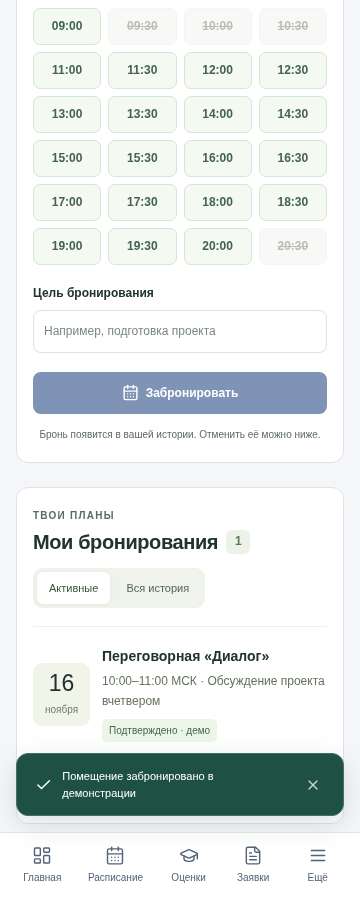 09:00 09:30 10:00 10:30
11:00 11:30 12:00 12:30
13:00 13:30 14:00 14:30
15:00 15:30 16:00 16:30
17:00 17:30 18:00 18:30
19:00 19:30 20:00 20:30
Цель бронирования
Например, подготовка проекта
Забронировать
Бронь появится в вашей истории. Отменить её можно ниже.
ТВОИ ПЛАНЫ
Мои бронирования 1
Активные Вся история
16
ноября
Переговорная «Диалог»
10:00–11:00 МСК · Обсуждение проекта
вчетвером
Подтверждено · демо
Помещение забронировано в
демонстрации
Главная Расписание Оценки Заявки Ещё